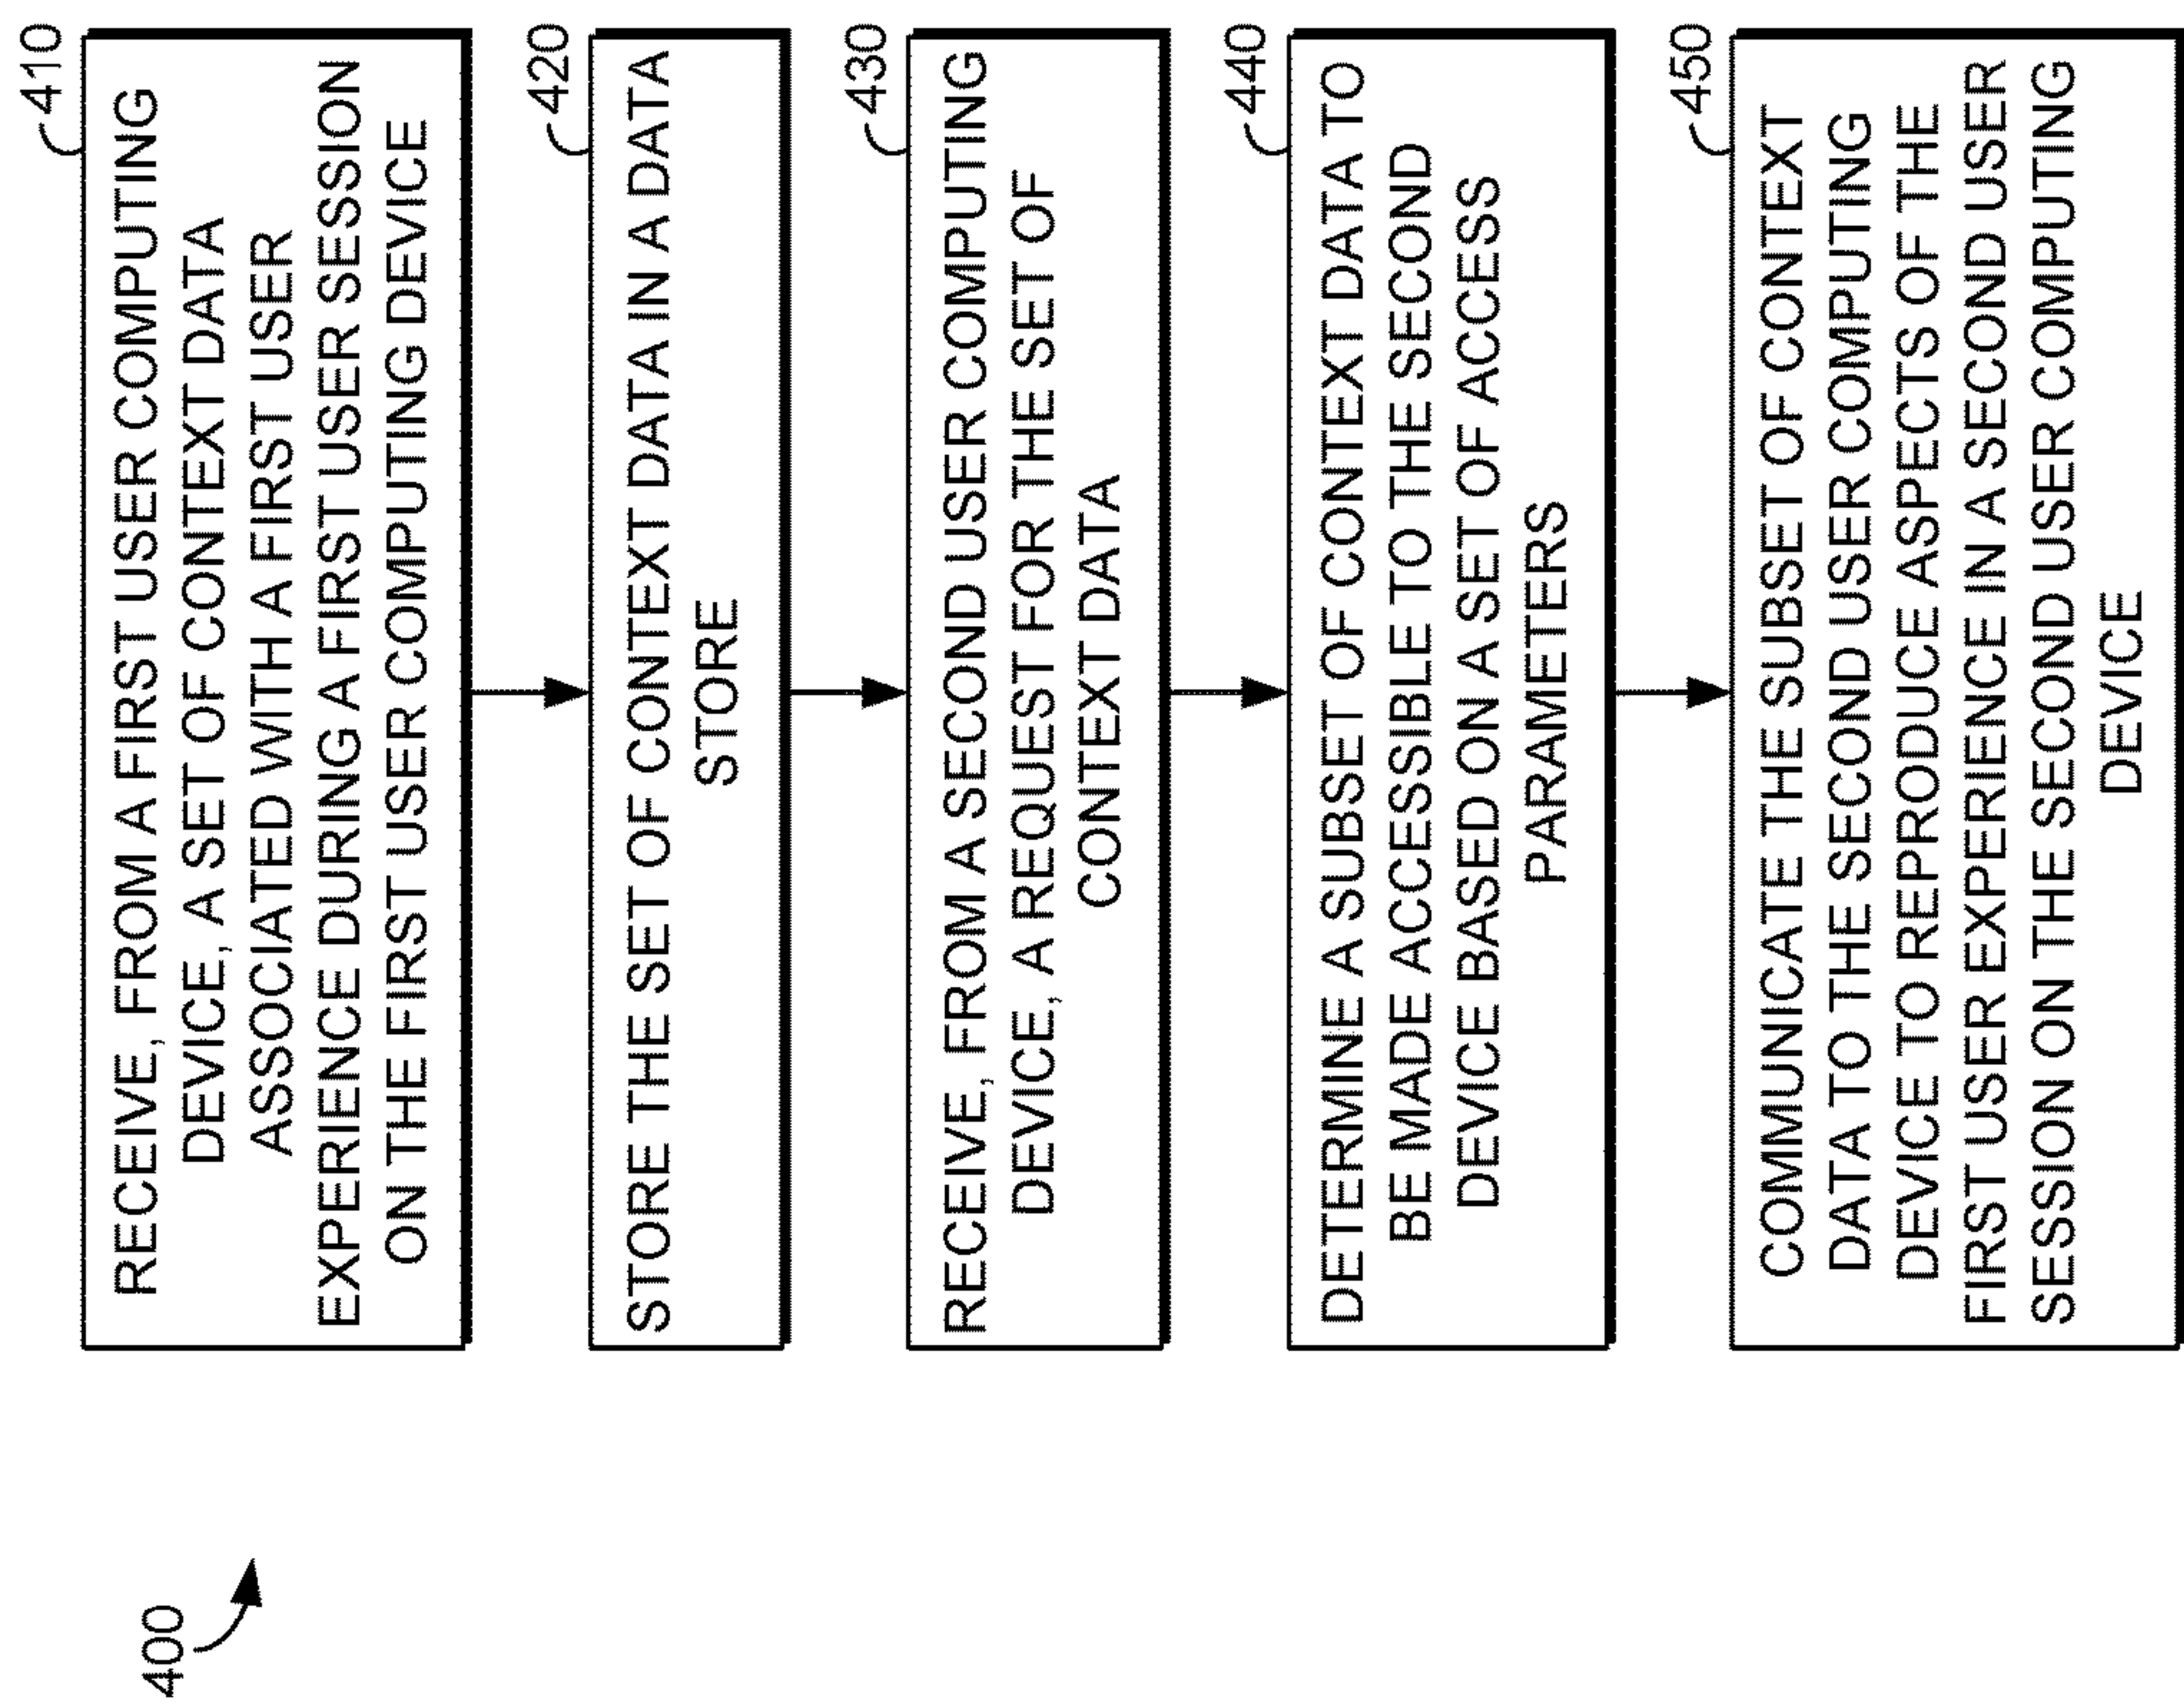 400
410
RECEIVE, FROM A FIRST USER COMPUTING
DEVICE, A SET OF CONTEXT DATA
ASSOCIATED WITH A FIRST USER
EXPERIENCE DURING A FIRST USER SESSION
ON THE FIRST USER COMPUTING DEVICE
420
STORE THE SET OF CONTEXT DATA IN A DATA
STORE
430
RECEIVE, FROM A SECOND USER COMPUTING
DEVICE, A REQUEST FOR THE SET OF
CONTEXT DATA
440
DETERMINE A SUBSET OF CONTEXT DATA TO
BE MADE ACCESSIBLE TO THE SECOND
DEVICE BASED ON A SET OF ACCESS
PARAMETERS
450
COMMUNICATE THE SUBSET OF CONTEXT
DATA TO THE SECOND USER COMPUTING
DEVICE TO REPRODUCE ASPECTS OF THE
FIRST USER EXPERIENCE IN A SECOND USER
SESSION ON THE SECOND USER COMPUTING
DEVICE